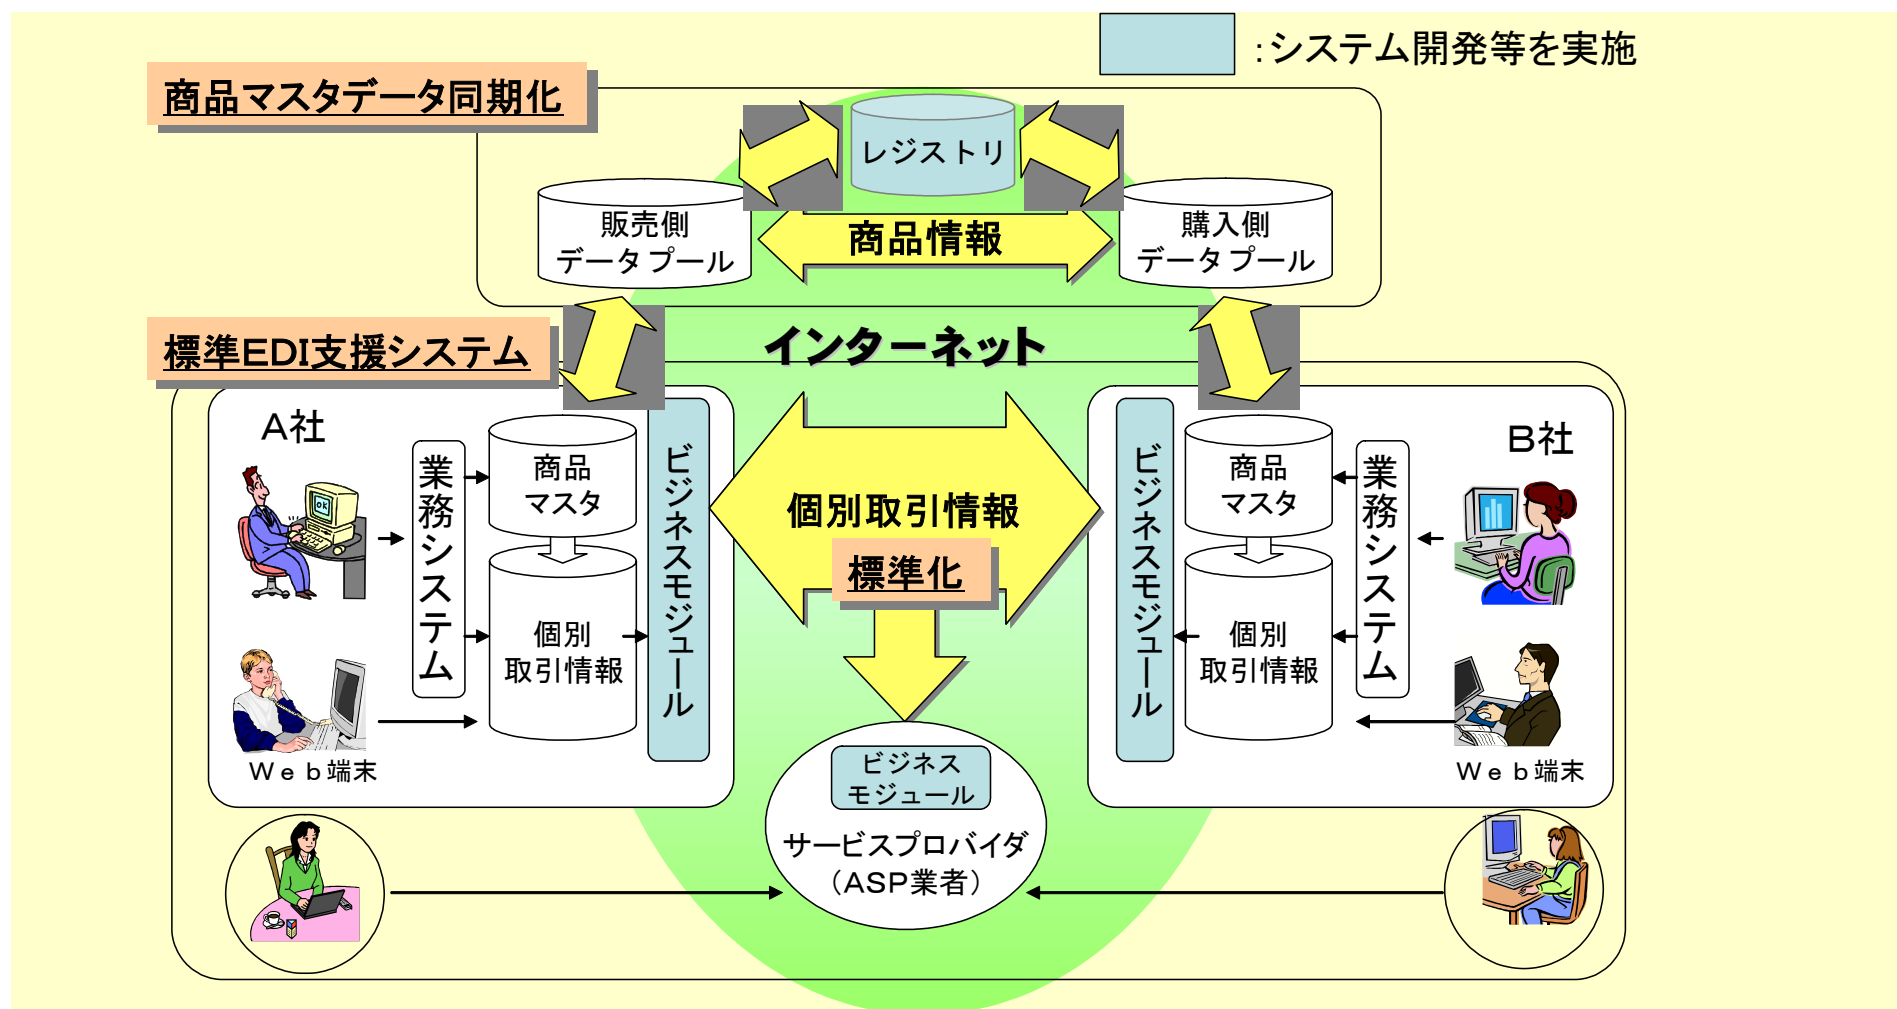 ：システム開発等を実施
商品マスタデータ同期化
レジストリ
販売側
データプール
商品情報
購入側
データプール
標準EDI支援システム
インターネット
A社
業務システム
商品
マスタ
個別
取引情報
ビジネスモジュール
Web端末
個別取引情報
標準化
B社
ビジネスモジュール
商品
マスタ
個別
取引情報
業務システム
Web端末
OK
ビジネス
モジュール
サービスプロバイダ
（ASP業者）